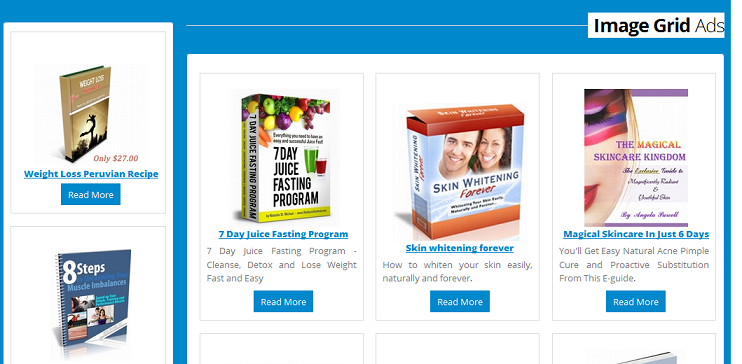 Image Grid Ads
WEIGHT LOSS
Only $27.00
Weight Loss Peruvian Recipe
Read More
8 Steps
Muscle Imbalances
7 DAY JUICE FASTING PROGRAM
Everything you need to have an
easy and successful Juice Fast!
7 DAY
JUICE
FASTING
PROGRAM
7 Day Juice Fasting Program
7 Day Juice Fasting Program -
Cleanse, Detox and Lose Weight
Fast and Easy
Read More
SKIN WHITENING
Forever
SKIN WHITENING
Forever
SKIN WHITENING
Forever
Whitening Your Skin Easily,
Naturally and Forever...
Skin whitening forever
How to whiten your skin easily,
naturally and forever.
Read More
THE MAGICAL
SKINCARE KINGDOM
The Exclusive Guide to
Magnificently Radiant
&
Youthful Skin
By Angela Purcell
Magical Skincare In Just 6 Days
You'll Get Easy Natural Acne Pimple
Cure and Proactive Substitution
From This E-guide.
Read More